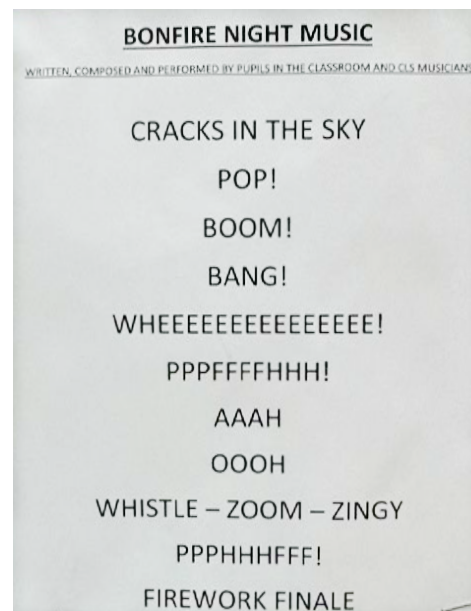 BONFIRE NIGHT MUSIC
WRITTEN, COMPOSED AND PERFORMED BY PUPILS IN THE CLASSROOM AND CLS MUSICIANS
CRACKS IN THE SKY
POP!
BOOM!
BANG!
WHEEEEEEEEEEEEEEEE!
PPPFFFFHHH!
AAAH
OOOH
WHISTLE – ZOOM – ZINGY
PPPHHHFFF!
FIREWORK FINALE